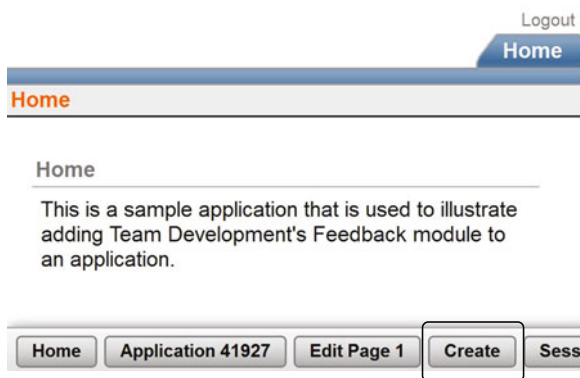 Logout
Home
Home
Home
This is a sample application that is used to illustrate
adding Team Development's Feedback module to
an application.
Home Application 41927 Edit Page 1 Create Sess